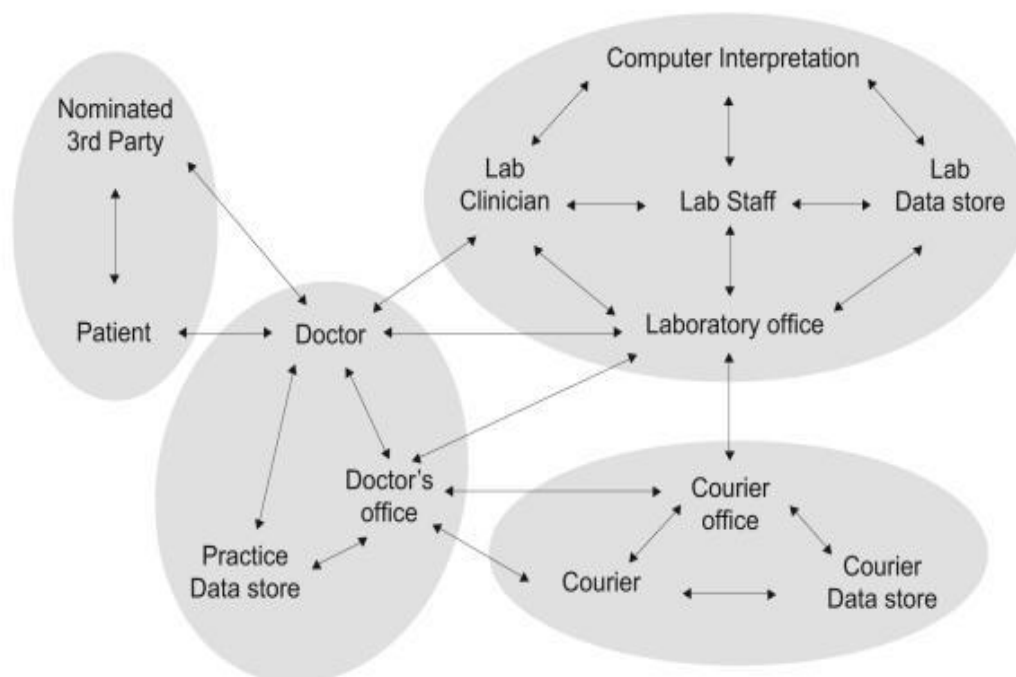 Computer Interpretation
Nominated
3rd Party
Lab
Clinician
Lab Staff
Lab
Data store
Patient
Doctor
Laboratory office
Doctor's
office
Courier
office
Practice
Data store
Courier
Courier
Data store